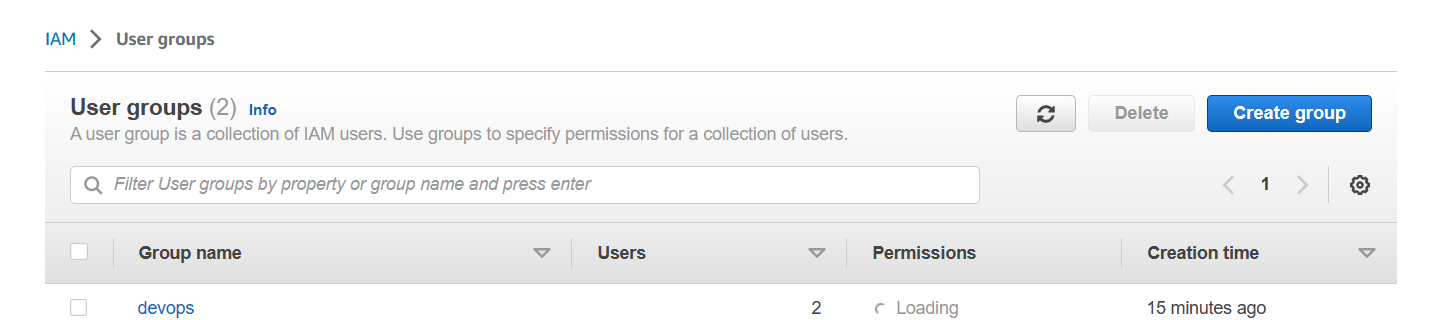 IAM > User groups
User groups (2) Info
A user group is a collection of IAM users. Use groups to specify permissions for a collection of users.
Delete
Create group
Filter User groups by property or group name and press enter
1
Group name Users Permissions Creation time
devops 2 Loading 15 minutes ago